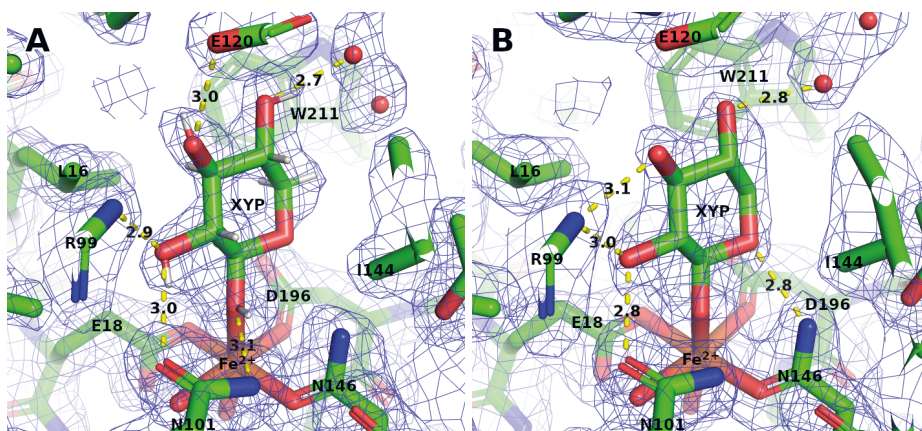 A
E120
2.7
3.0
W211
L16
XYP
2.9
R99
I144
3.0
D196
E18
3.1
Fe2+
N146
N101
B
W211
2.8
L16
3.1
XYP
3.0
R99
I144
2.8
D196
2.8
E18
Fe2+
N146
N101